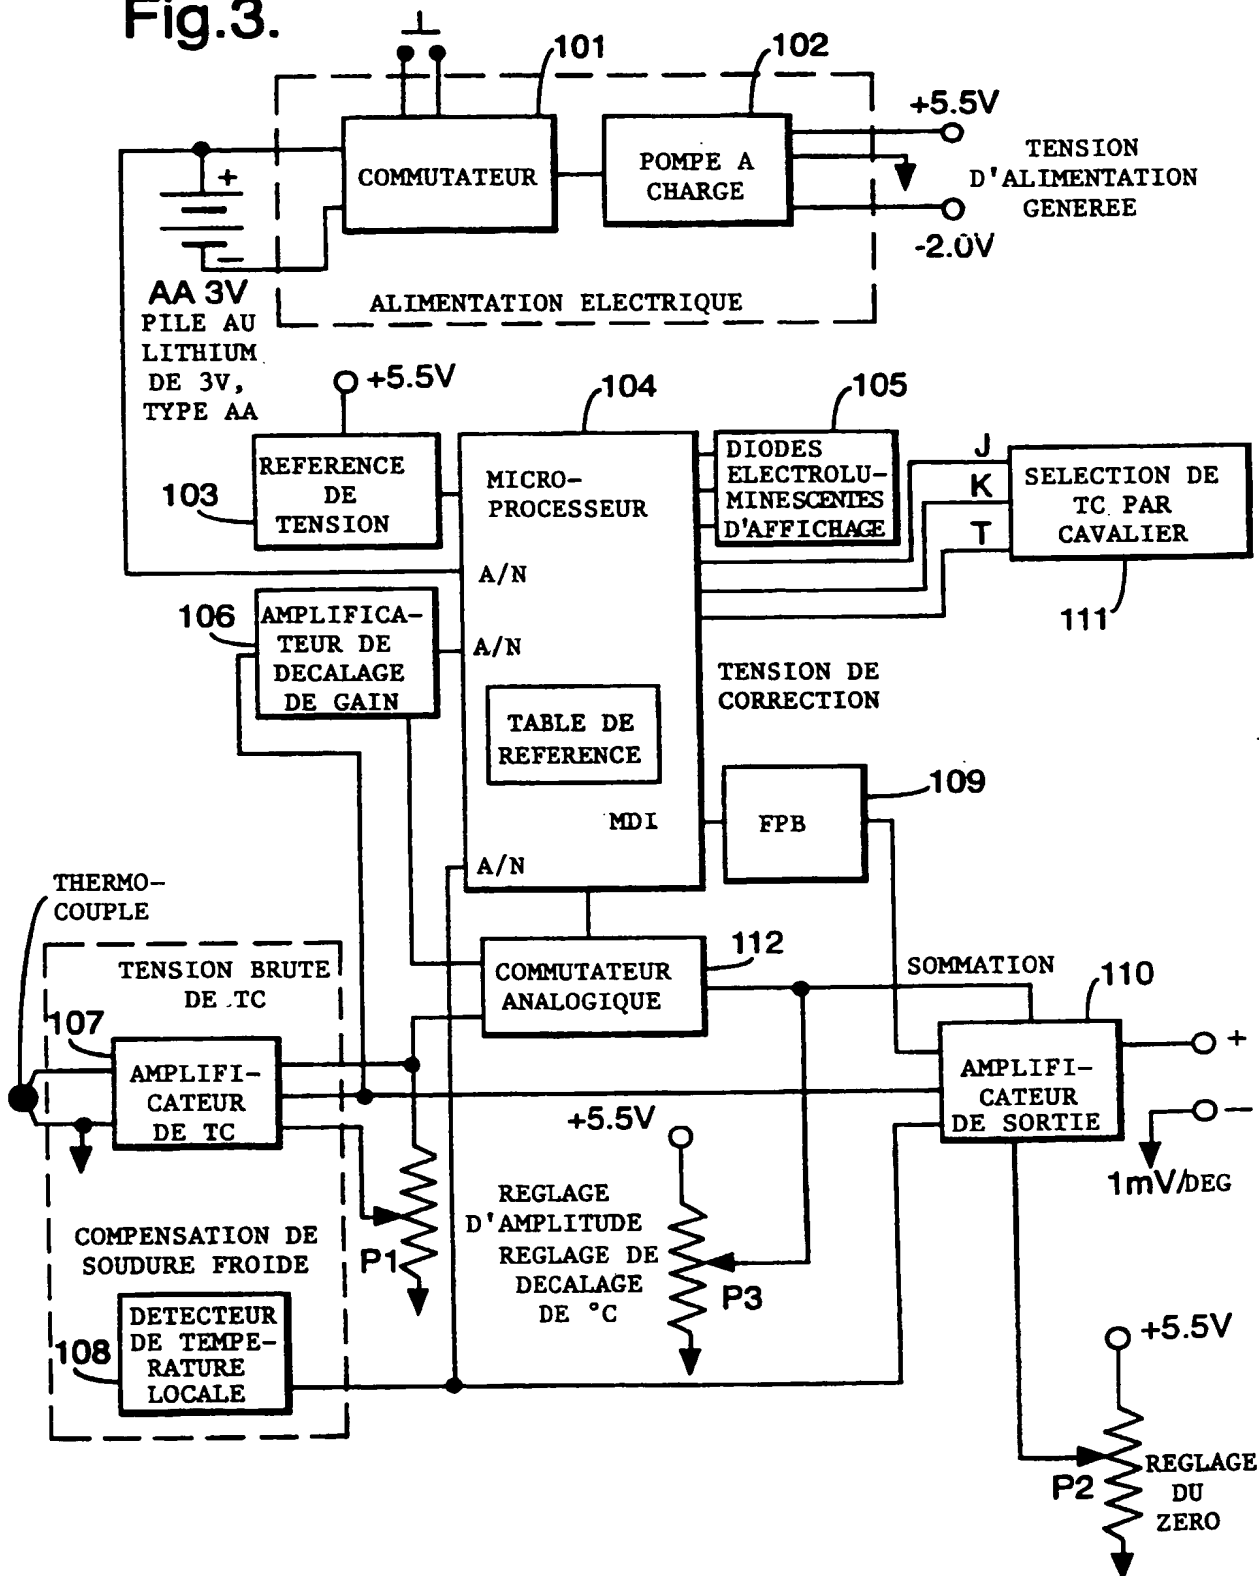 Fig.3.
101
102
+5.5V
COMMUTATEUR
POMPE A
CHARGE
TENSION
D'ALIMENTATION
GENEREE
-2.0V
+
−
AA 3V
PILE AU
LITHIUM
DE 3V,
TYPE AA
ALIMENTATION ELECTRIQUE
+5.5V
104
105
REFERENCE
DE
TENSION
103
MICRO-
PROCESSEUR
DIODES
ELECTROLU-
MINESCENTES
D'AFFICHAGE
J
K
T
SELECTION DE
TC PAR
CAVALIER
111
A/N
106
AMPLIFICA-
TEUR DE
DECALAGE
DE GAIN
A/N
TENSION DE
CORRECTION
TABLE DE
REFERENCE
109
MDI
FPB
A/N
THERMO-
COUPLE
TENSION BRUTE
DE TC
COMMUTATEUR
ANALOGIQUE
112
SOMMATION
110
107
AMPLIFI-
CATEUR
DE TC
AMPLIFI-
CATEUR
DE SORTIE
+
−
1mV/DEG
+5.5V
REGLAGE
D'AMPLITUDE
REGLAGE DE
DECALAGE
DE °C
P1
P3
COMPENSATION DE
SOUDURE FROIDE
DETECTEUR
DE TEMPE-
RATURE
LOCALE
108
+5.5V
P2
REGLAGE
DU
ZERO